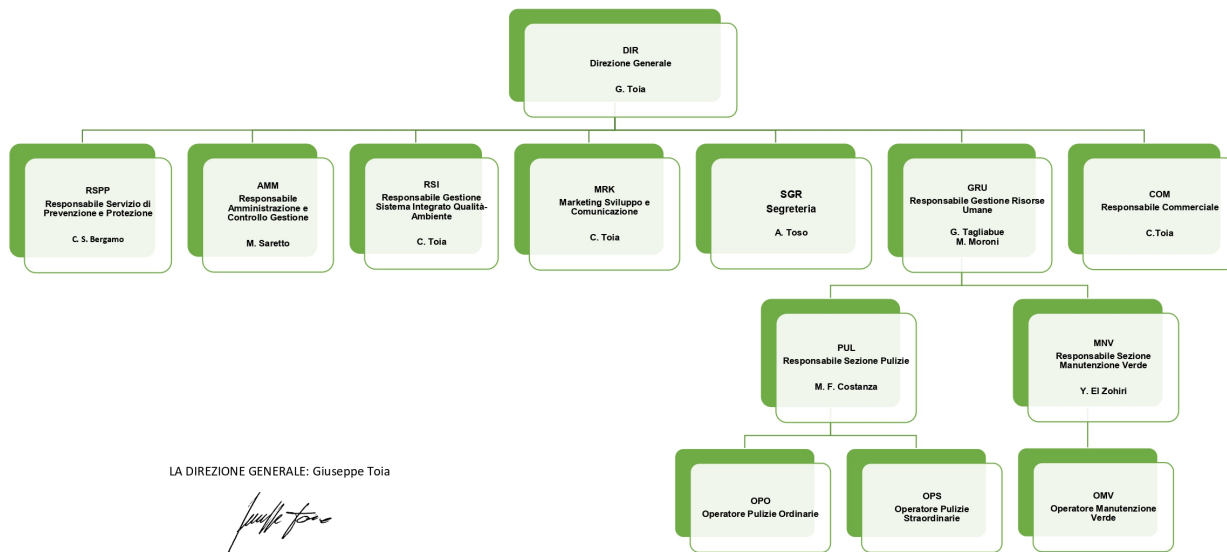 DIR
Direzione Generale
G. Toia
RSPP
Responsabile Servizio di
Prevenzione e Protezione
C. S. Bergamo
AMM
Responsabile
Amministrazione e
Controllo Gestione
M. Saretto
RSI
Responsabile Gestione
Sistema Integrato Qualità-
Ambiente
C. Toia
MRK
Marketing Sviluppo e
Comunicazione
C. Toia
SGR
Segreteria
A. Toso
GRU
Responsabile Gestione Risorse
Umane
G. Tagliabue
M. Moroni
COM
Responsabile Commerciale
C.Toia
PUL
Responsabile Sezione Pulizie
M. F. Costanza
MNV
Responsabile Sezione
Manutenzione Verde
Y. El Zohiri
OPO
Operatore Pulizie Ordinarie
OPS
Operatore Pulizie
Straordinarie
OMV
Operatore Manutenzione
Verde
LA DIREZIONE GENERALE: Giuseppe Toia